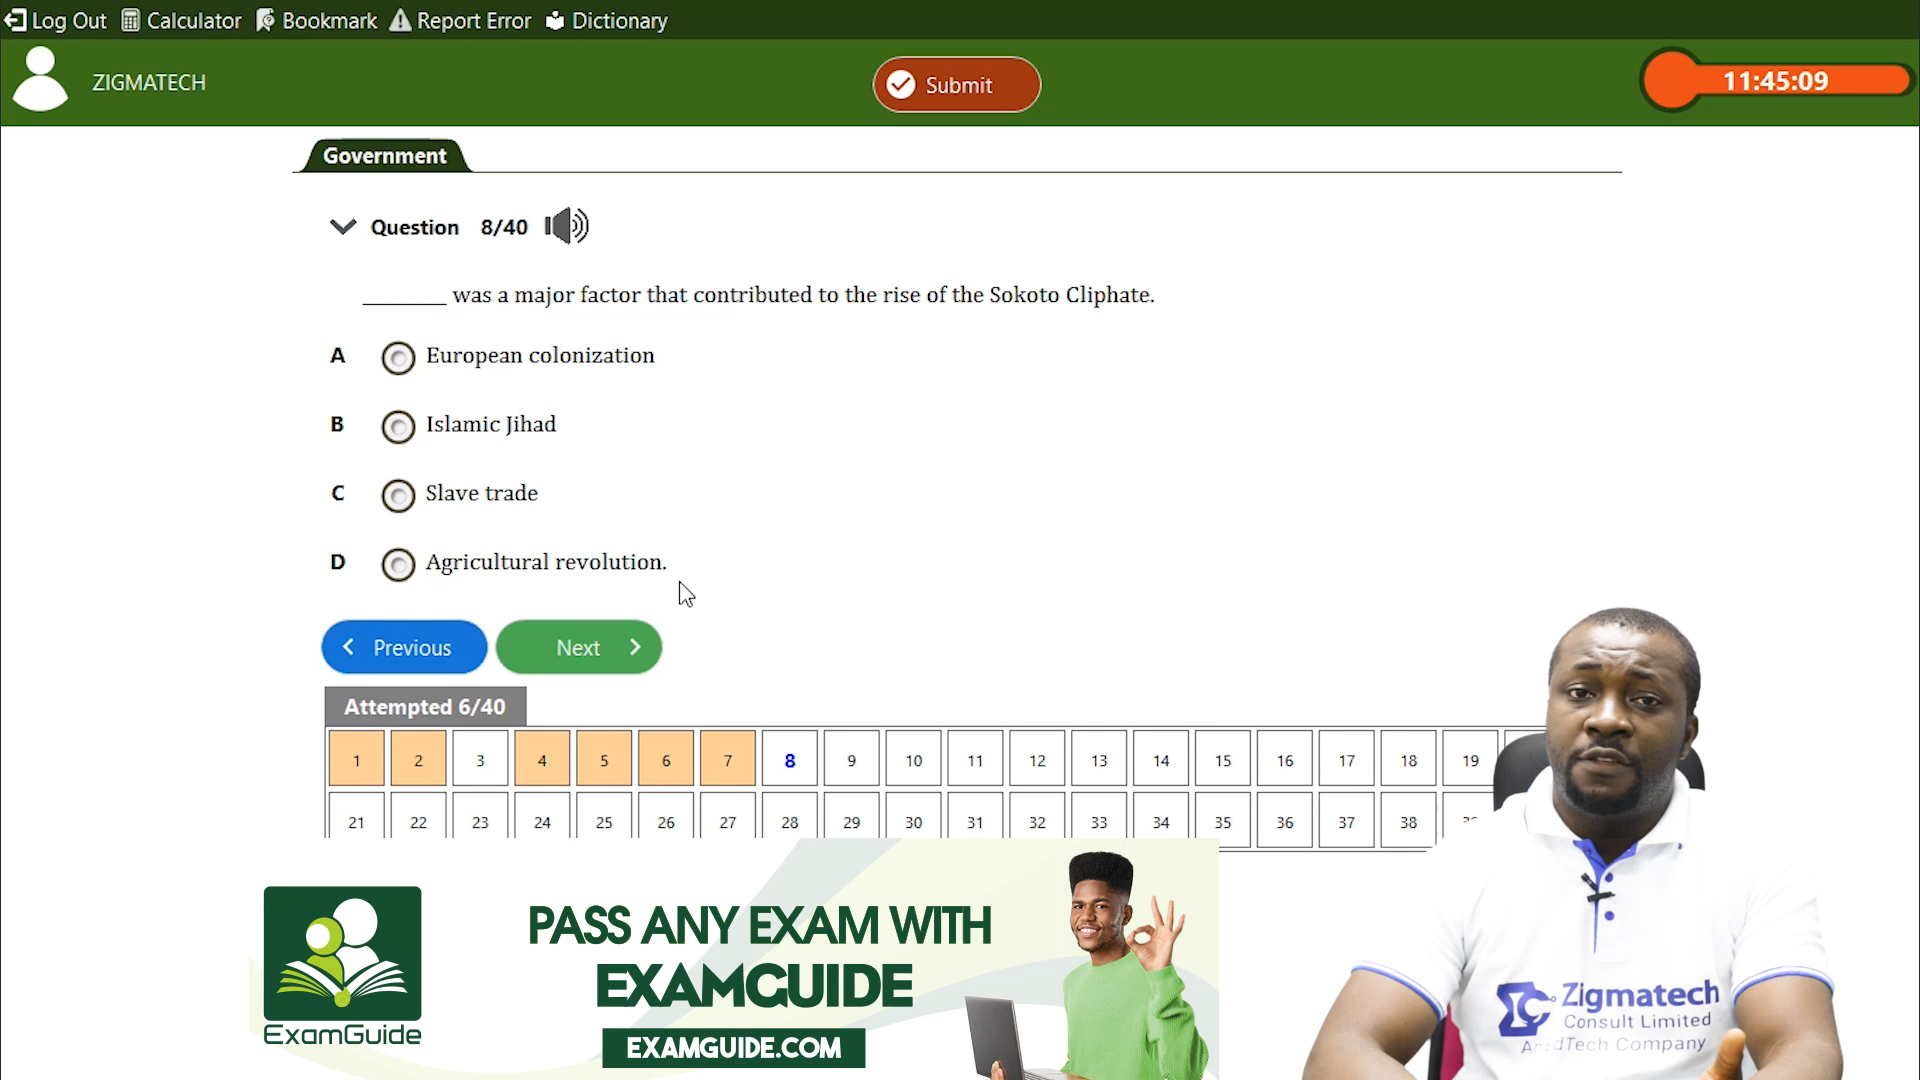 Log Out Calculator Bookmark Report Error Dictionary
ZIGMATECH
Submit
11:45:09
Government
Question 8/40
________ was a major factor that contributed to the rise of the Sokoto Cliphate.
A European colonization
B Islamic Jihad
C Slave trade
D Agricultural revolution.
Previous
Next
Attempted 6/40
1 2 3 4 5 6 7 8 9 10 11 12 13 14 15 16 17 18 19
21 22 23 24 25 26 27 28 29 30 31 32 33 34 35 36 37 38
ExamGuide
PASS ANY EXAM WITH
EXAMGUIDE
EXAMGUIDE.COM
Zigmatech
Consult Limited
An EdTech Company